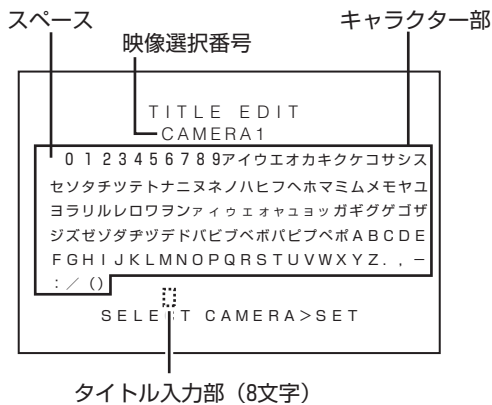 スペース
キャラクター部
映像選択番号
TITLE EDIT
CAMERA1
0123456789アイウエオカキクケコサシス
セソタチツテトナニヌネノハヒフヘホマミムメモヤユ
ヨラリルレロワヲンァィゥェォャュョッガギグゲゴザ
ジズゼゾダヂヅデドバビブベボパピプペポABCDE
FGHIJKLMNOPQRSTUVWXYZ.,−
:／()
SELECT CAMERA>SET
タイトル入力部（8文字）